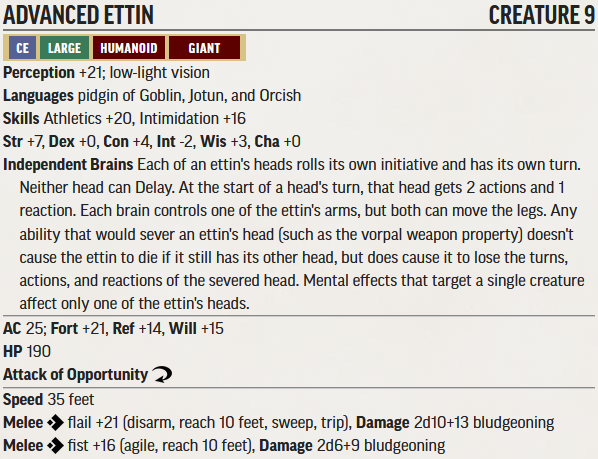 ADVANCED ETTIN CREATURE 9
CE LARGE HUMANOID GIANT
Perception +21; low-light vision
Languages pidgin of Goblin, Jotun, and Orcish
Skills Athletics +20, Intimidation +16
Str +7, Dex +0, Con +4, Int -2, Wis +3, Cha +0
Independent Brains Each of an ettin's heads rolls its own initiative and has its own turn.
Neither head can Delay. At the start of a head's turn, that head gets 2 actions and 1
reaction. Each brain controls one of the ettin's arms, but both can move the legs. Any
ability that would sever an ettin's head (such as the vorpal weapon property) doesn't
cause the ettin to die if it still has its other head, but does cause it to lose the turns,
actions, and reactions of the severed head. Mental effects that target a single creature
affect only one of the ettin's heads.
AC 25; Fort +21, Ref +14, Will +15
HP 190
Attack of Opportunity
Speed 35 feet
Melee flail +21 (disarm, reach 10 feet, sweep, trip), Damage 2d10+13 bludgeoning
Melee fist +16 (agile, reach 10 feet), Damage 2d6+9 bludgeoning